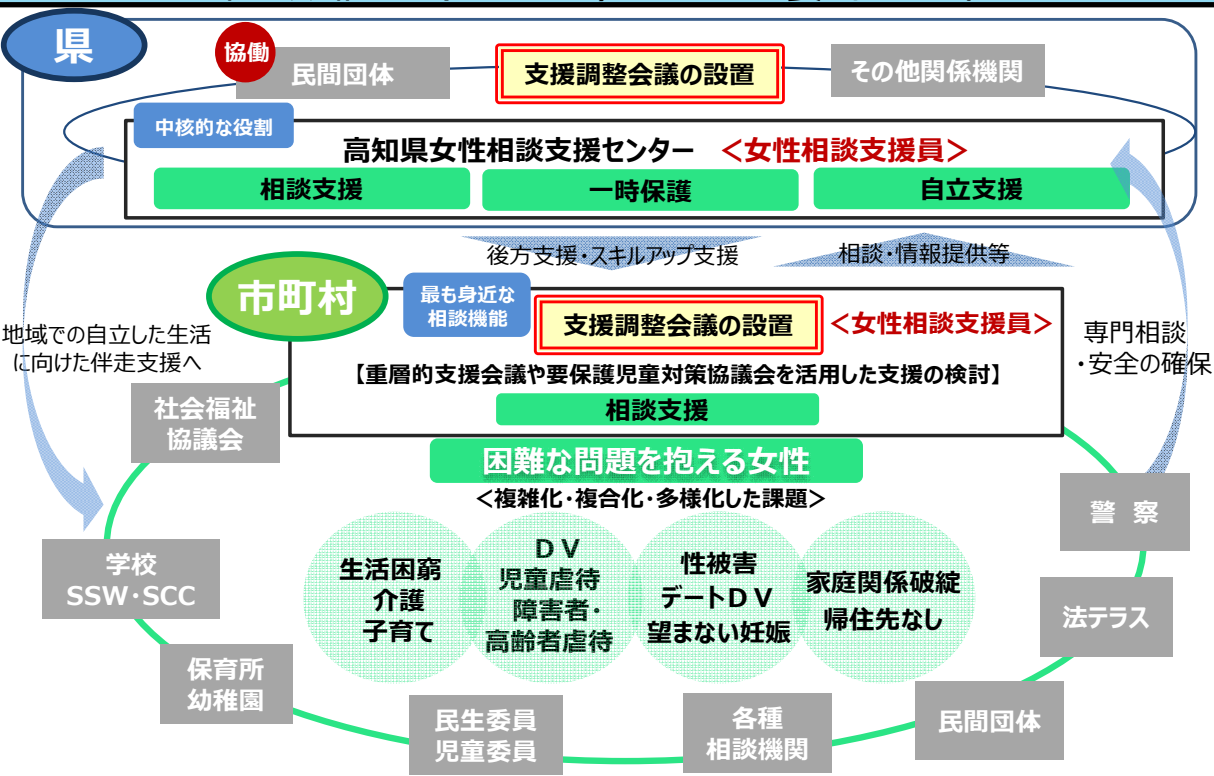 県
協働
民間団体
支援調整会議の設置
その他関係機関
中核的な役割
高知県女性相談支援センター　＜女性相談支援員＞
相談支援
一時保護
自立支援
後方支援・スキルアップ支援
相談・情報提供等
市町村
最も身近な
相談機能
支援調整会議の設置
＜女性相談支援員＞
【重層的支援会議や要保護児童対策協議会を活用した支援の検討】
相談支援
地域での自立した生活
に向けた伴走支援へ
専門相談
・安全の確保
困難な問題を抱える女性
＜複雑化・複合化・多様化した課題＞
生活困窮
介護
子育て
ＤＶ
児童虐待
障害者・
高齢者虐待
性被害
デートＤＶ
望まない妊娠
家庭関係破綻
帰住先なし
社会福祉
協議会
学校
SSW・SCC
保育所
幼稚園
民生委員
児童委員
各種
相談機関
民間団体
法テラス
警 察